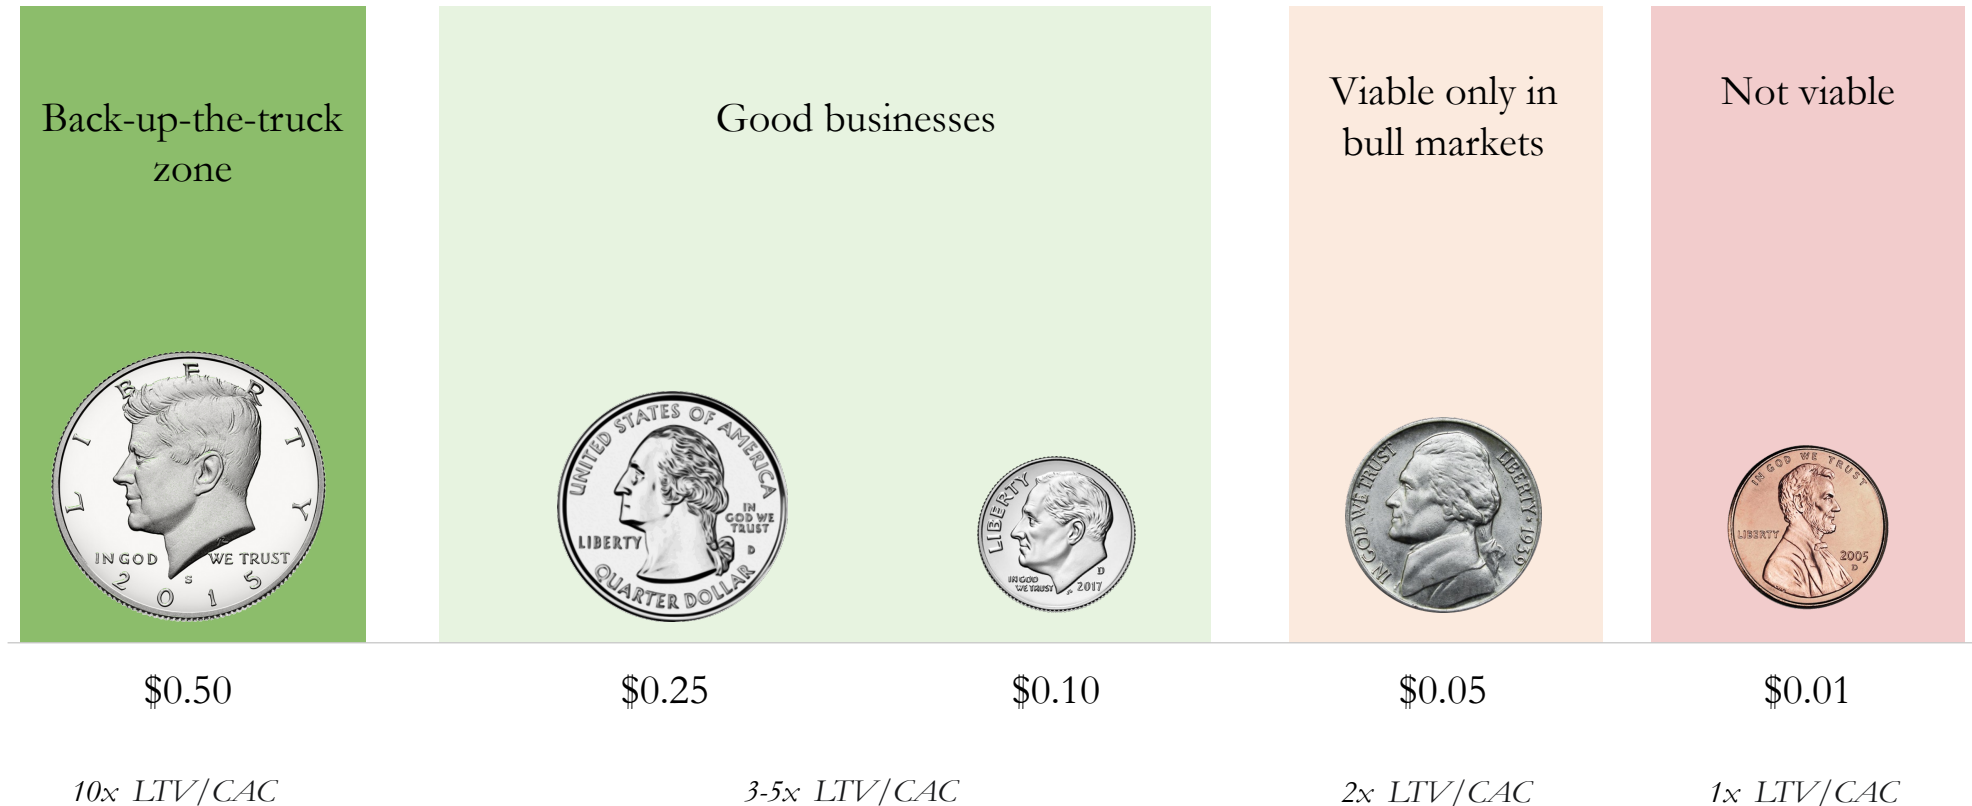 Back-up-the-truck
zone
Good businesses
Viable only in
bull markets
Not viable
LIBERTY
IN GOD WE TRUST
2015
S
UNITED STATES OF AMERICA
IN
GOD WE
TRUST
D
LIBERTY
QUARTER DOLLAR
LIBERTY
IN GOD
WE TRUST
D
2017
IN GOD WE TRUST
LIBERTY
1939
IN GOD WE TRUST
LIBERTY
2005
D
$0.50
$0.25
$0.10
$0.05
$0.01
10x LTV/CAC
3-5x LTV/CAC
2x LTV/CAC
1x LTV/CAC